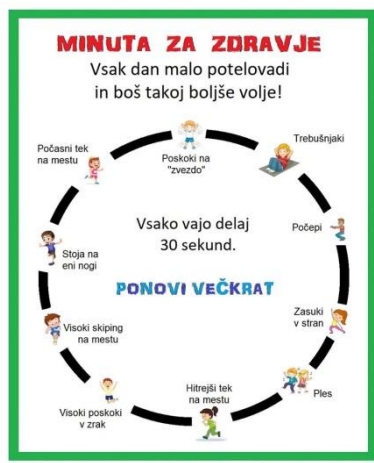 MINUTA ZA ZDRAVJE
Vsak dan malo potelovadi
in boš takoj boljše volje!
Poskoki na
"zvezdo"
Trebušnjaki
Počepi
Zasuki
v stran
Ples
Hitrejši tek
na mestu
Visoki poskoki
v zrak
Visoki skiping
na mestu
Stoja na
eni nogi
Počasni tek
na mestu
Vsako vajo delaj
30 sekund.
PONOVI VEČKRAT